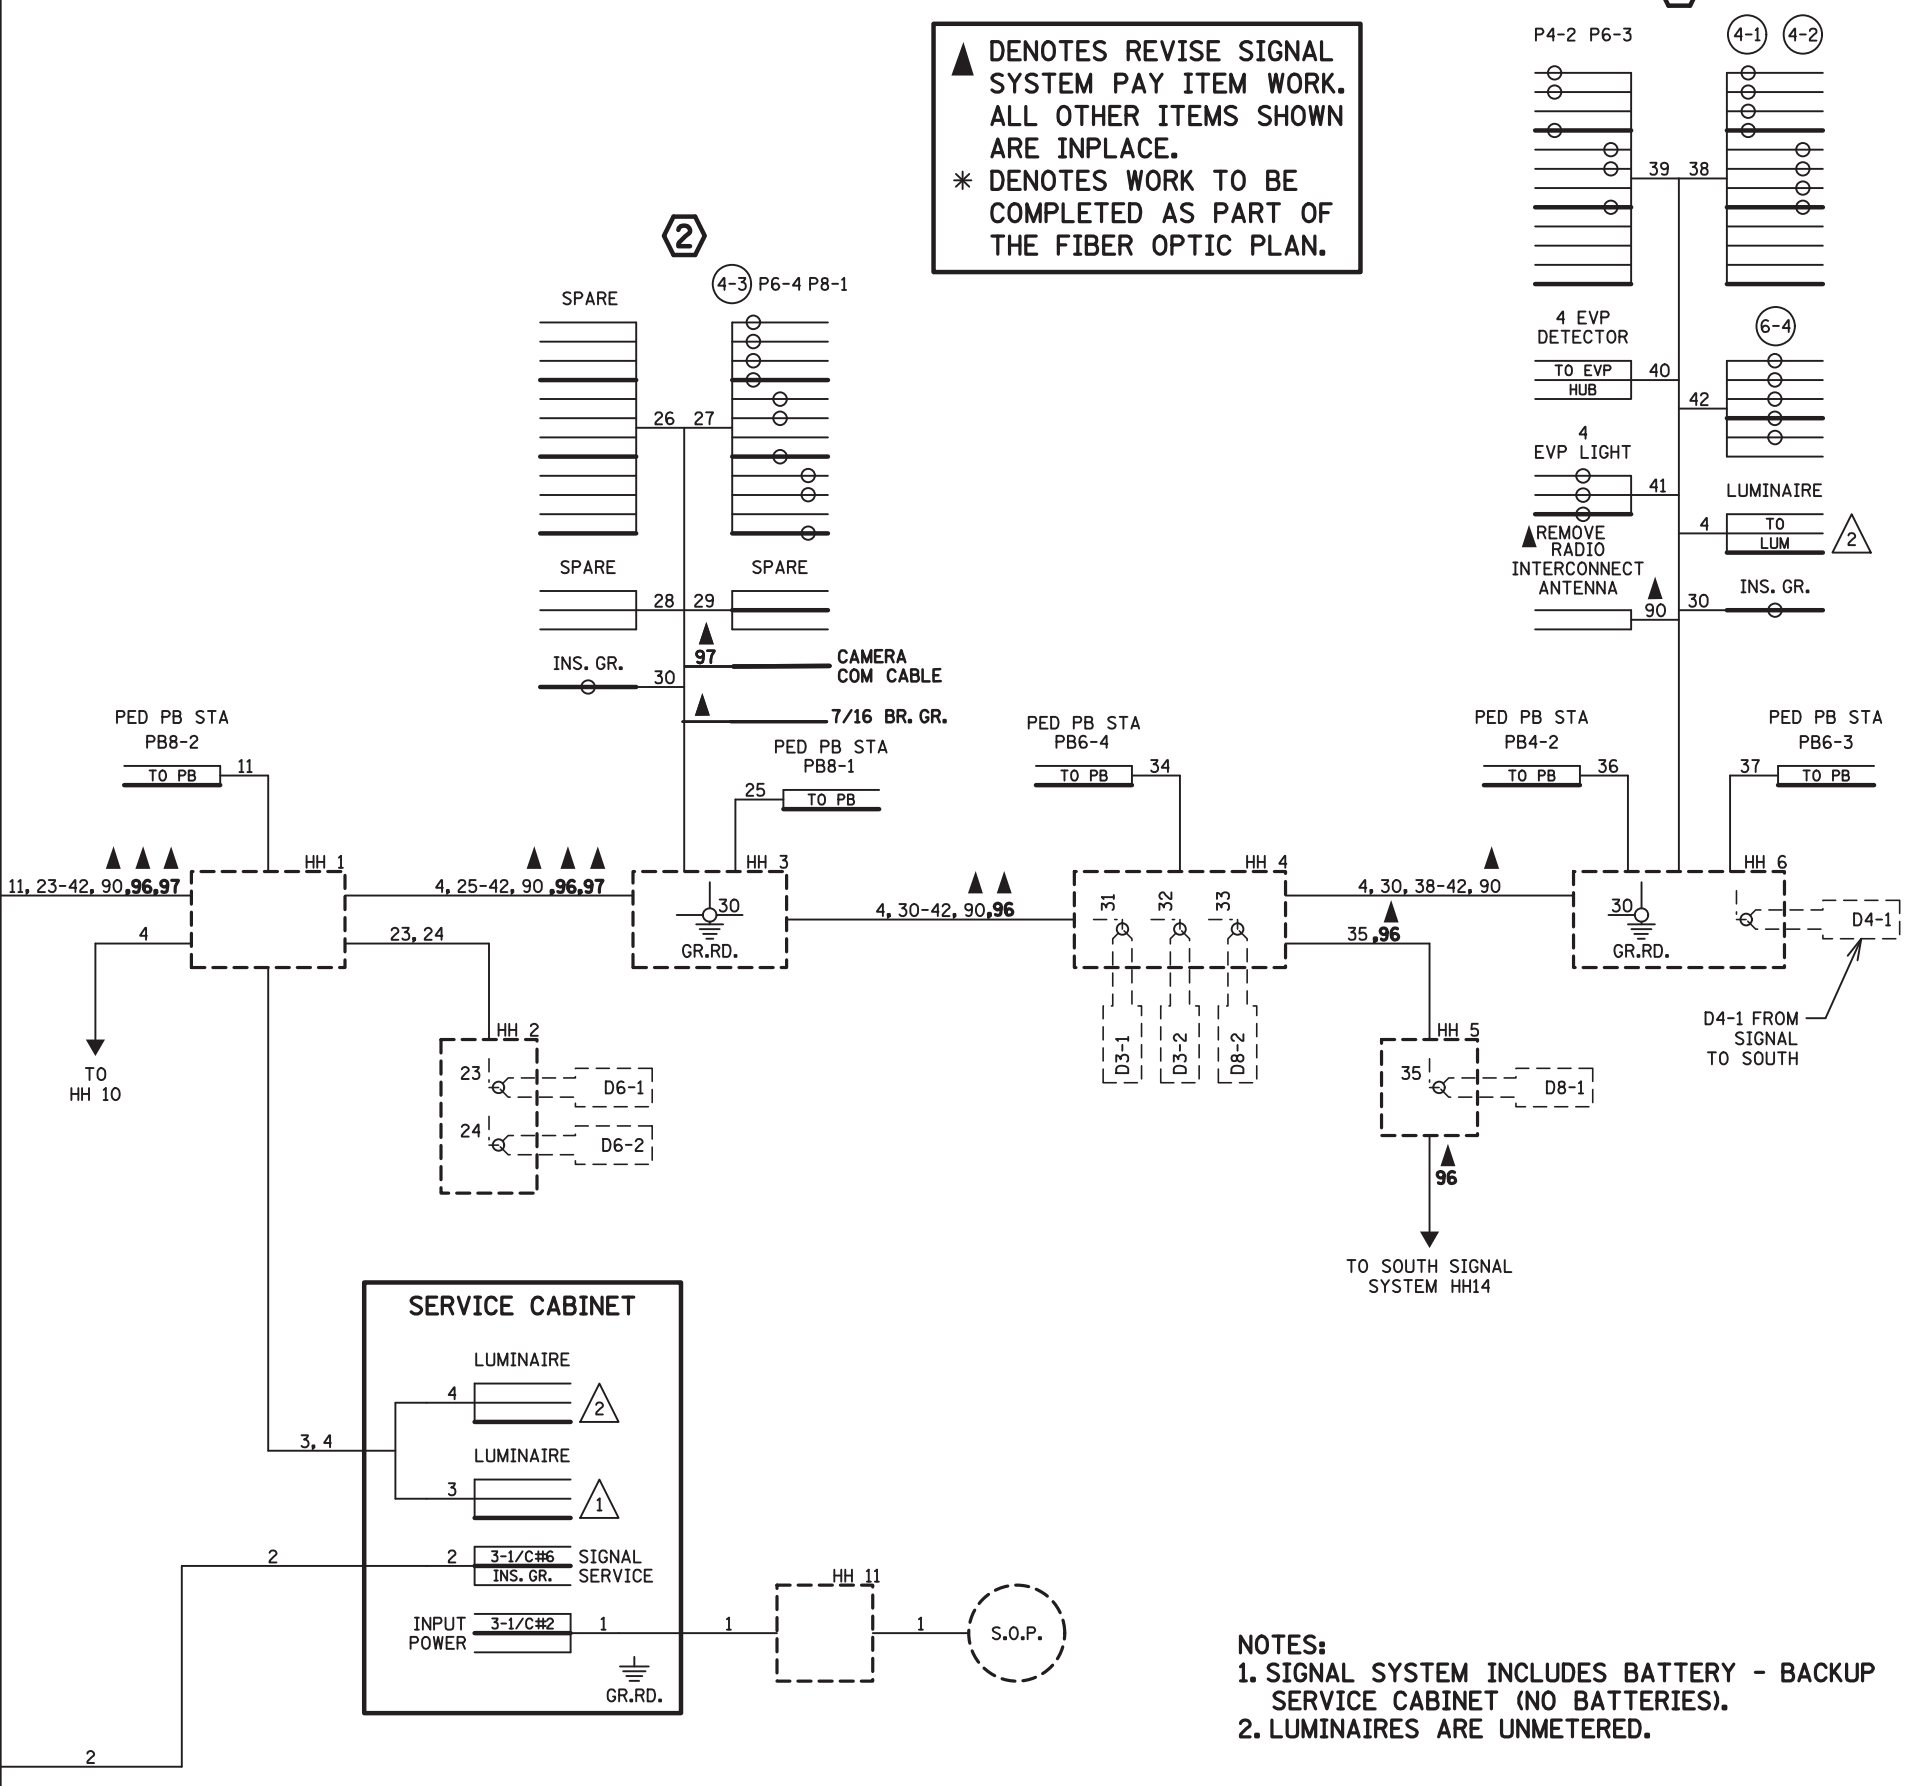 ▲ DENOTES REVISE SIGNAL
SYSTEM PAY ITEM WORK.
ALL OTHER ITEMS SHOWN
ARE INPLACE.
✳ DENOTES WORK TO BE
COMPLETED AS PART OF
THE FIBER OPTIC PLAN.
P4-2 P6-3
4-1 4-2
39 38
4 EVP
DETECTOR
TO EVP
HUB
40
6-4
42
4
EVP LIGHT
41
LUMINAIRE
4
TO
LUM
2
▲ REMOVE
RADIO
INTERCONNECT
ANTENNA
▲
90
30
INS. GR.
2
SPARE
4-3 P6-4 P8-1
26 27
SPARE
SPARE
28 29
▲
97
CAMERA
COM CABLE
INS. GR.
30
▲
7/16 BR. GR.
PED PB STA
PB8-2
TO PB
11
PED PB STA
PB8-1
25
TO PB
PED PB STA
PB6-4
TO PB
34
PED PB STA
PB4-2
TO PB
36
PED PB STA
PB6-3
37
TO PB
▲ ▲ ▲
11, 23-42, 90,96,97
HH 1
▲ ▲ ▲
4, 25-42, 90 ,96,97
HH 3
30
GR.RD.
▲ ▲
4, 30-42, 90,96
HH 4
31
32
33
▲
4, 30, 38-42, 90
▲
35 ,96
HH 6
30
GR.RD.
D4-1
D4-1 FROM
SIGNAL
TO SOUTH
4
TO
HH 10
23, 24
HH 2
23
D6-1
24
D6-2
D3-1
D3-2
D8-2
HH 5
35
D8-1
▲
96
TO SOUTH SIGNAL
SYSTEM HH14
SERVICE CABINET
LUMINAIRE
4
2
3, 4
LUMINAIRE
3
1
2
2
3-1/C#6
INS. GR.
SIGNAL
SERVICE
INPUT
POWER
3-1/C#2
1
1
HH 11
1
S.O.P.
GR.RD.
2
NOTES:
1. SIGNAL SYSTEM INCLUDES BATTERY - BACKUP
SERVICE CABINET (NO BATTERIES).
2. LUMINAIRES ARE UNMETERED.